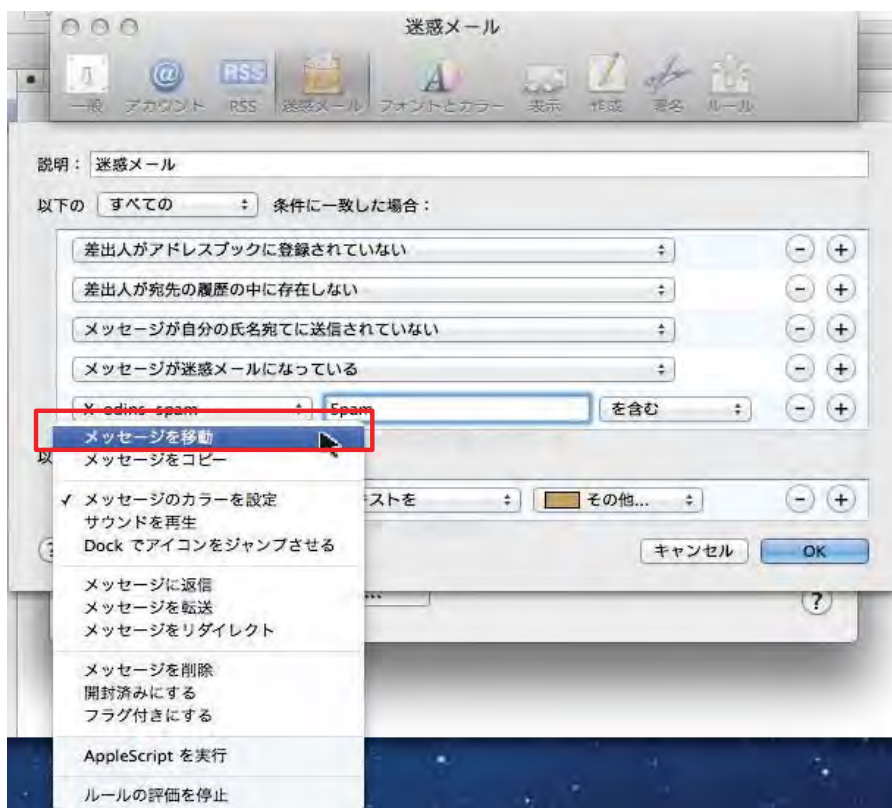 迷惑メール
一般 アカウント RSS 迷惑メール フォントとカラー 表示 作成 署名 ルール
説明： 迷惑メール
以下の すべての 条件に一致した場合：
差出人がアドレスブックに登録されていない
差出人が宛先の履歴の中に存在しない
メッセージが自分の氏名宛てに送信されていない
メッセージが迷惑メールになっている
X-odins-spam Spam を含む
メッセージを移動
メッセージをコピー
以
✓ メッセージのカラーを設定 キストを その他...
サウンドを再生
Dock でアイコンをジャンプさせる
キャンセル OK
メッセージに返信
メッセージを転送
メッセージをリダイレクト
メッセージを削除
開封済みにする
フラグ付きにする
AppleScript を実行
ルールの評価を停止